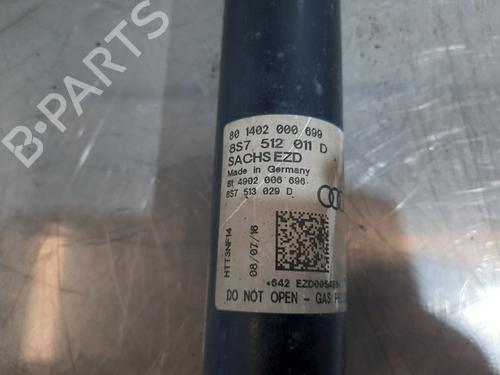 80 1402 000 699
8S7 512 011 D
SACHS EZD
Made in Germany
81 4902 006 696
8S7 513 029 D
HTT3NF14
08/07/16
DO NOT OPEN - GAS
B-PARTS